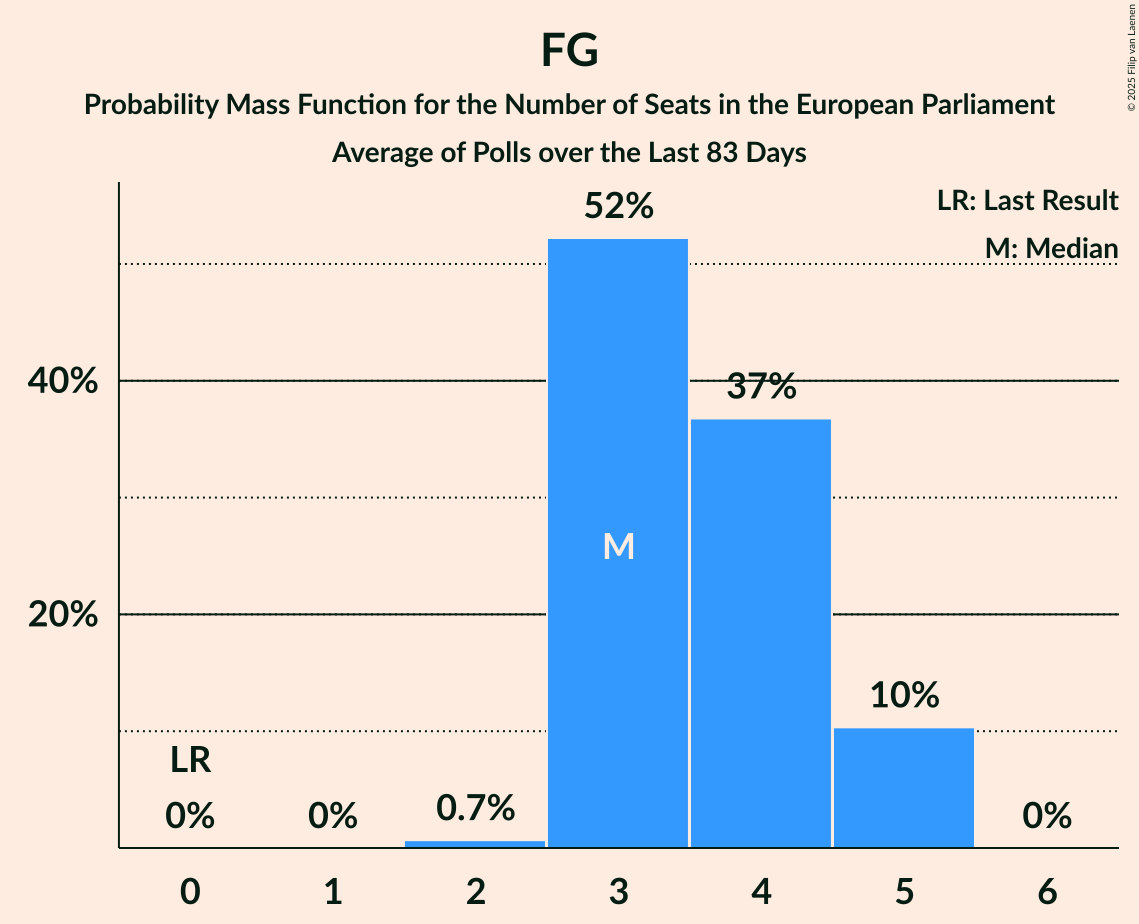 FG
Probability Mass Function for the Number of Seats in the European Parliament
Average of Polls over the Last 83 Days
© 2025 Filip van Laenen
LR: Last Result
M: Median
52%
40%
37%
M
20%
10%
LR
0%
0%
0.7%
0%
0 1 2 3 4 5 6